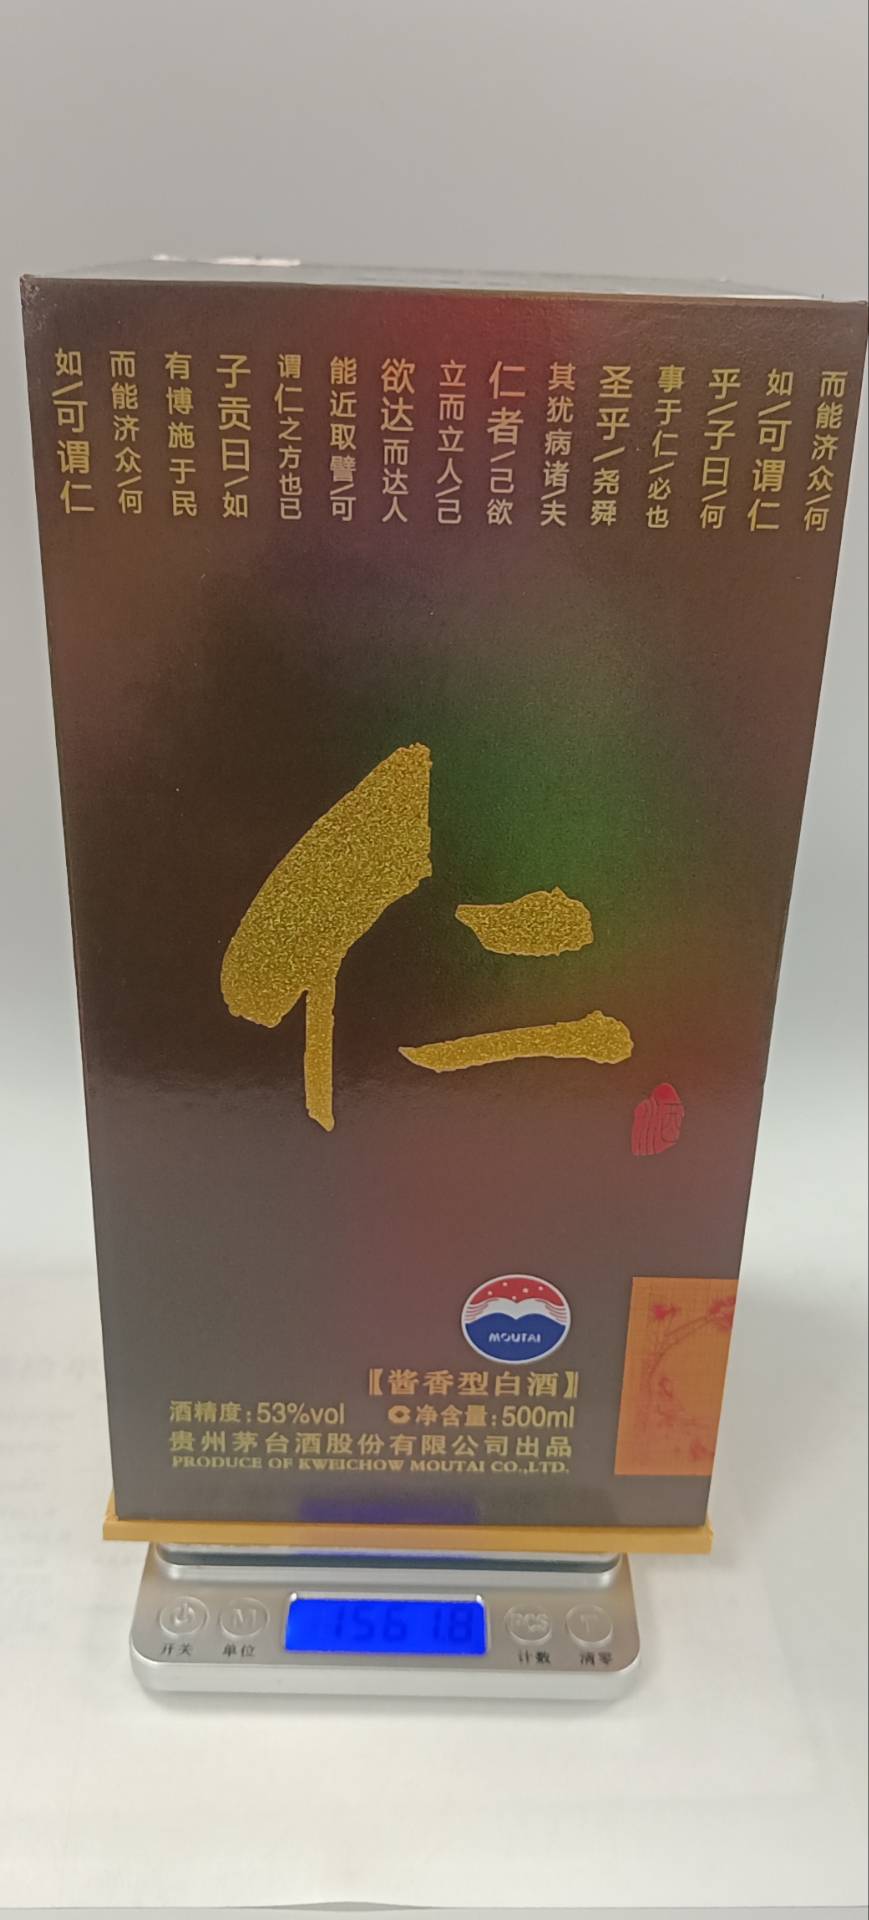 而能济众\何
如\可谓仁
乎\子曰\何
事于仁/必也
圣乎/尧舜
其犹病诸/夫
仁者/己欲
立而立人/己
欲达而达人
能近取譬\可
谓仁之方也已
子贡曰\如
有博施于民
而能济众\何
如\可谓仁
仁
酒
MOUTAI
【酱香型白酒】
酒精度:53%vol C净含量:500ml
贵州茅台酒股份有限公司出品
PRODUCE OF KWEICHOW MOUTAI CO.,LTD.
M 1561.8 PCS T
开关 单位 计数 清零